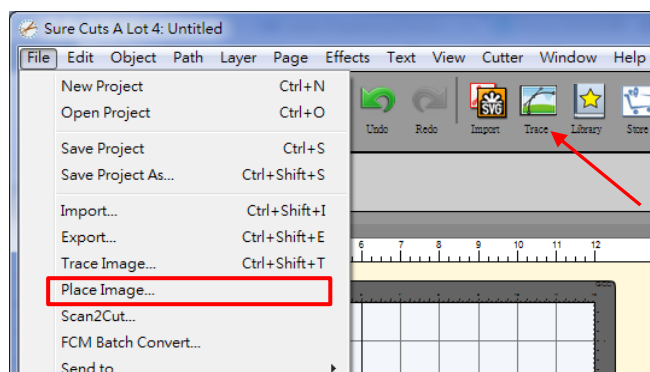 Sure Cuts A Lot 4: Untitled
File Edit Object Path Layer Page Effects Text View Cutter Window Help
New Project Ctrl+N
Open Project Ctrl+O
Save Project Ctrl+S
Save Project As... Ctrl+Shift+S
Import... Ctrl+Shift+I
Export... Ctrl+Shift+E
Trace Image... Ctrl+Shift+T
Place Image...
Scan2Cut...
FCM Batch Convert...
Send to
SVG
Undo Redo Import Trace Library Store
6 7 8 9 10 11 12